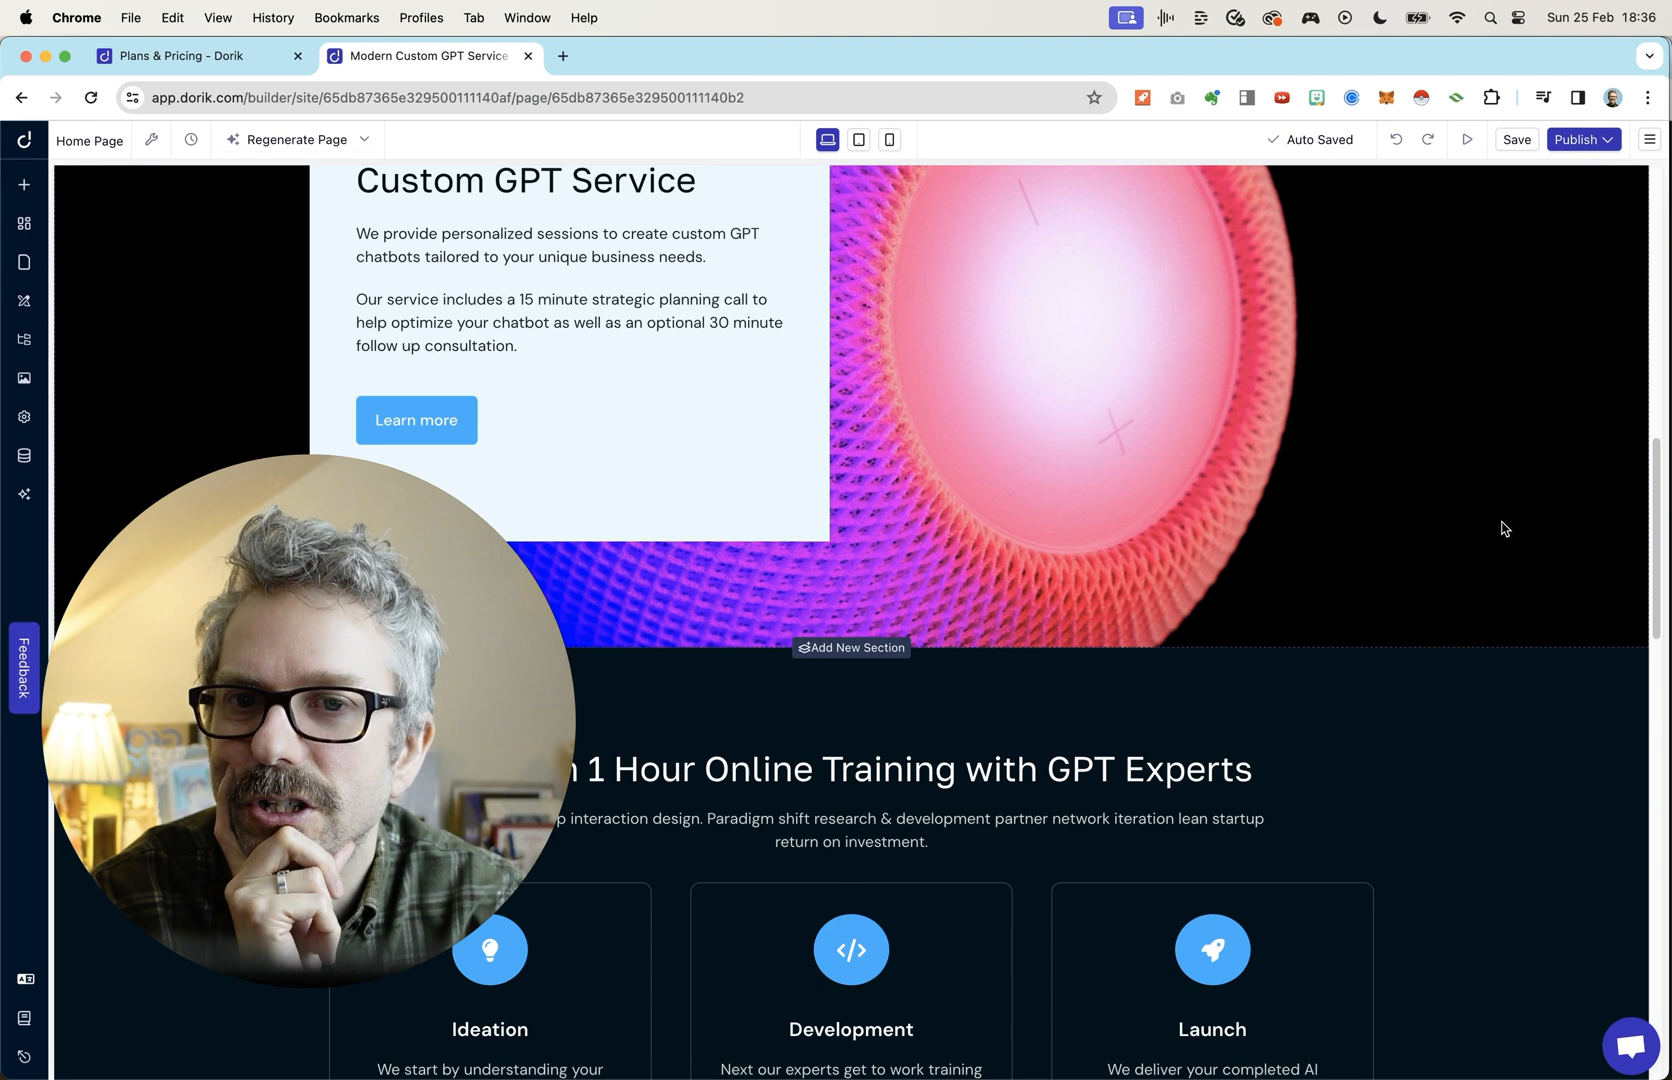 Chrome File Edit View History Bookmarks Profiles Tab Window Help Sun 25 Feb 18:36
Plans & Pricing - Dorik Modern Custom GPT Service
app.dorik.com/builder/site/65db87365e329500111140af/page/65db87365e329500111140b2
Home Page Regenerate Page Auto Saved Save Publish
Custom GPT Service
We provide personalized sessions to create custom GPT
chatbots tailored to your unique business needs.
Our service includes a 15 minute strategic planning call to
help optimize your chatbot as well as an optional 30 minute
follow up consultation.
Learn more
Feedback
Add New Section
1 Hour Online Training with GPT Experts
interaction design. Paradigm shift research & development partner network iteration lean startup
return on investment.
Ideation Development Launch
We start by understanding your Next our experts get to work training We deliver your completed AI